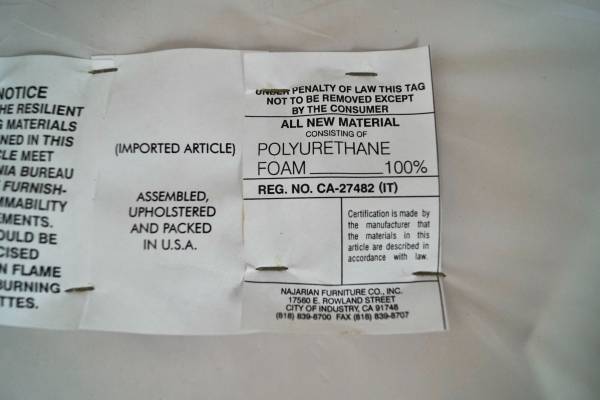 NOTICE
HE RESILIENT
MATERIALS
NED IN THIS
CLE MEET
NIA BUREAU
FURNISH-
MMABILITY
EMENTS.
OULD BE
CISED
N FLAME
BURNING
TTES.
(IMPORTED ARTICLE)
ASSEMBLED,
UPHOLSTERED
AND PACKED
IN U.S.A.
UNDER PENALTY OF LAW THIS TAG
NOT TO BE REMOVED EXCEPT
BY THE CONSUMER
ALL NEW MATERIAL
CONSISTING OF
POLYURETHANE
FOAM 100%
REG. NO. CA-27482 (IT)
Certification is made by
the manufacturer that
the materials in this
article are described in
accordance with law.
NAJARIAN FURNITURE CO., INC.
17560 E. ROWLAND STREET
CITY OF INDUSTRY, CA 91748
(818) 839-8700 FAX (818) 839-8707